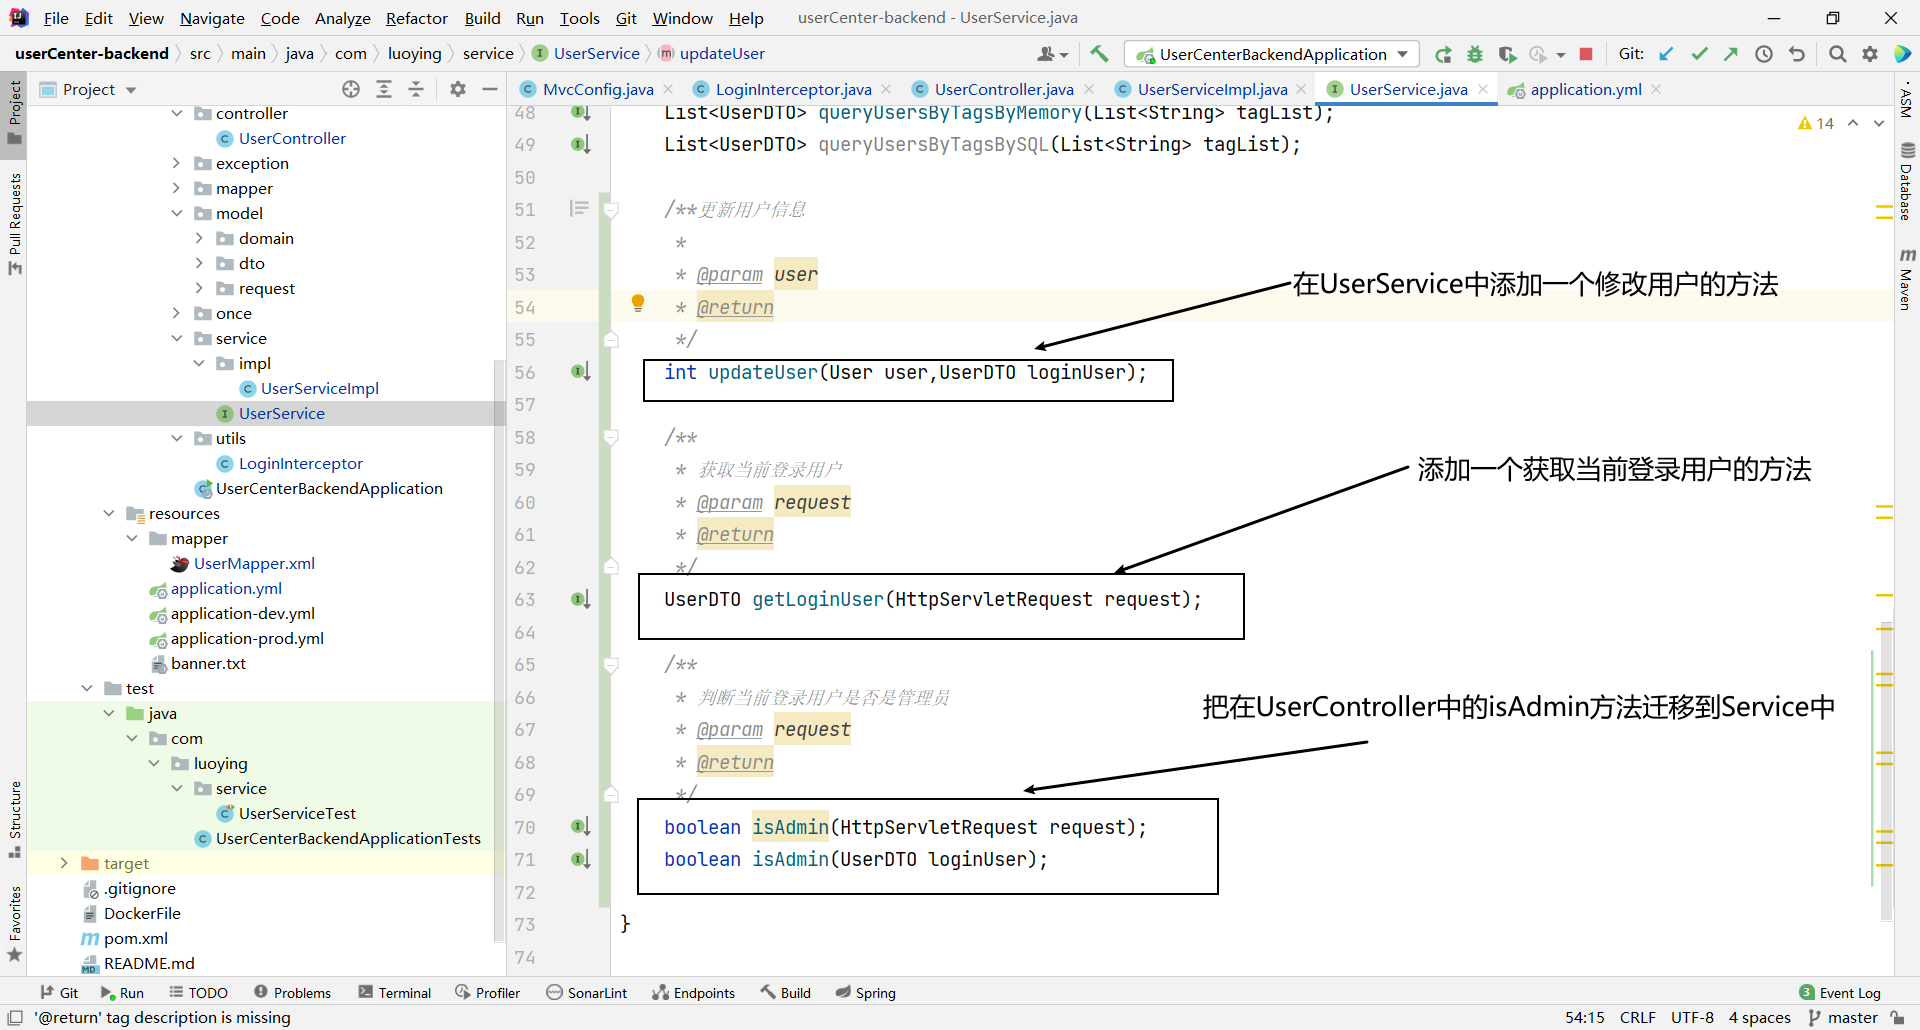 File Edit View Navigate Code Analyze Refactor Build Run Tools Git Window Help userCenter-backend - UserService.java
userCenter-backend src main java com luoying service UserService updateUser UserCenterBackendApplication Git:
Project
MvcConfig.java LoginInterceptor.java UserController.java UserServiceImpl.java UserService.java application.yml
Project
Pull Requests
Structure
Favorites
controller
UserController
exception
mapper
model
domain
dto
request
once
service
impl
UserServiceImpl
UserService
utils
LoginInterceptor
UserCenterBackendApplication
resources
mapper
UserMapper.xml
application.yml
application-dev.yml
application-prod.yml
banner.txt
test
java
com
luoying
service
UserServiceTest
UserCenterBackendApplicationTests
target
.gitignore
DockerFile
pom.xml
README.md
14
48 List<UserDTO> queryUsersByTagsByMemory(List<String> tagList);
49 List<UserDTO> queryUsersByTagsBySQL(List<String> tagList);
50
51 /**更新用户信息
52 *
53 * @param user
54 * @return
55 */
56 int updateUser(User user,UserDTO loginUser);
57
58 /**
59 * 获取当前登录用户
60 * @param request
61 * @return
62 */
63 UserDTO getLoginUser(HttpServletRequest request);
64
65 /**
66 * 判断当前登录用户是否是管理员
67 * @param request
68 * @return
69 */
70 boolean isAdmin(HttpServletRequest request);
71 boolean isAdmin(UserDTO loginUser);
72
73 }
74
在UserService中添加一个修改用户的方法
添加一个获取当前登录用户的方法
把在UserController中的isAdmin方法迁移到Service中
ASM
Database
Maven
Git Run TODO Problems Terminal Profiler SonarLint Endpoints Build Spring 3 Event Log
'@return' tag description is missing 54:15 CRLF UTF-8 4 spaces master